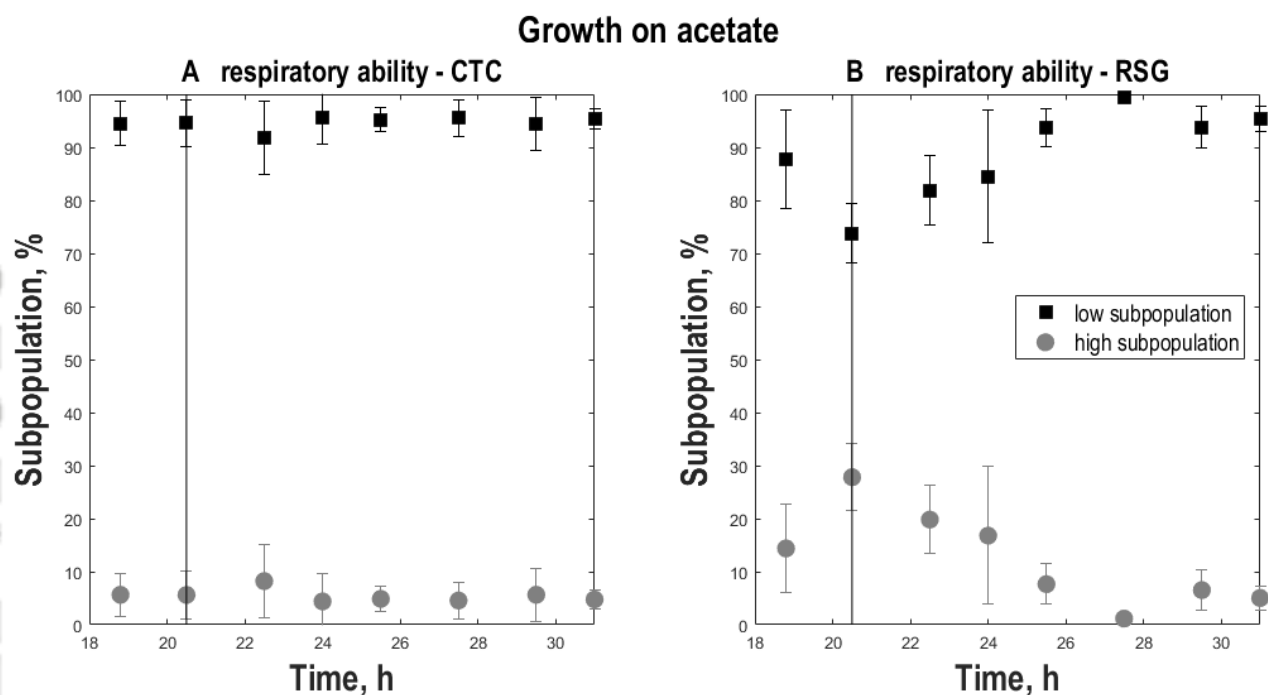 Growth on acetate
A respiratory ability - CTC
B respiratory ability - RSG
100
90
80
70
60
50
40
30
20
10
0
Subpopulation, %
18 20 22 24 26 28 30
Time, h
100
90
80
70
60
50
40
30
20
10
0
Subpopulation, %
low subpopulation
high subpopulation
18 20 22 24 26 28 30
Time, h